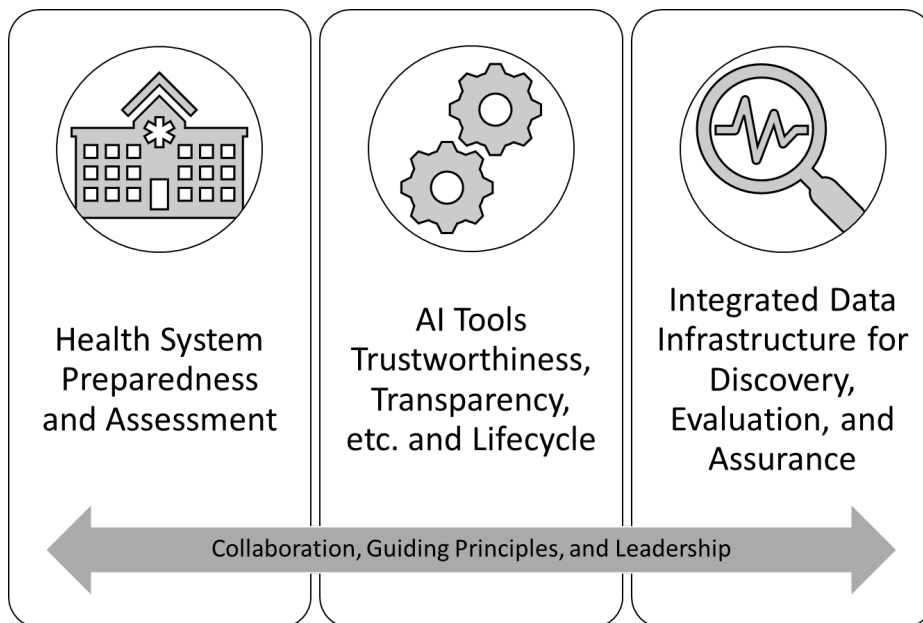 Health System
Preparedness
and Assessment
AI Tools
Trustworthiness,
Transparency,
etc. and Lifecycle
Integrated Data
Infrastructure for
Discovery,
Evaluation, and
Assurance
Collaboration, Guiding Principles, and Leadership